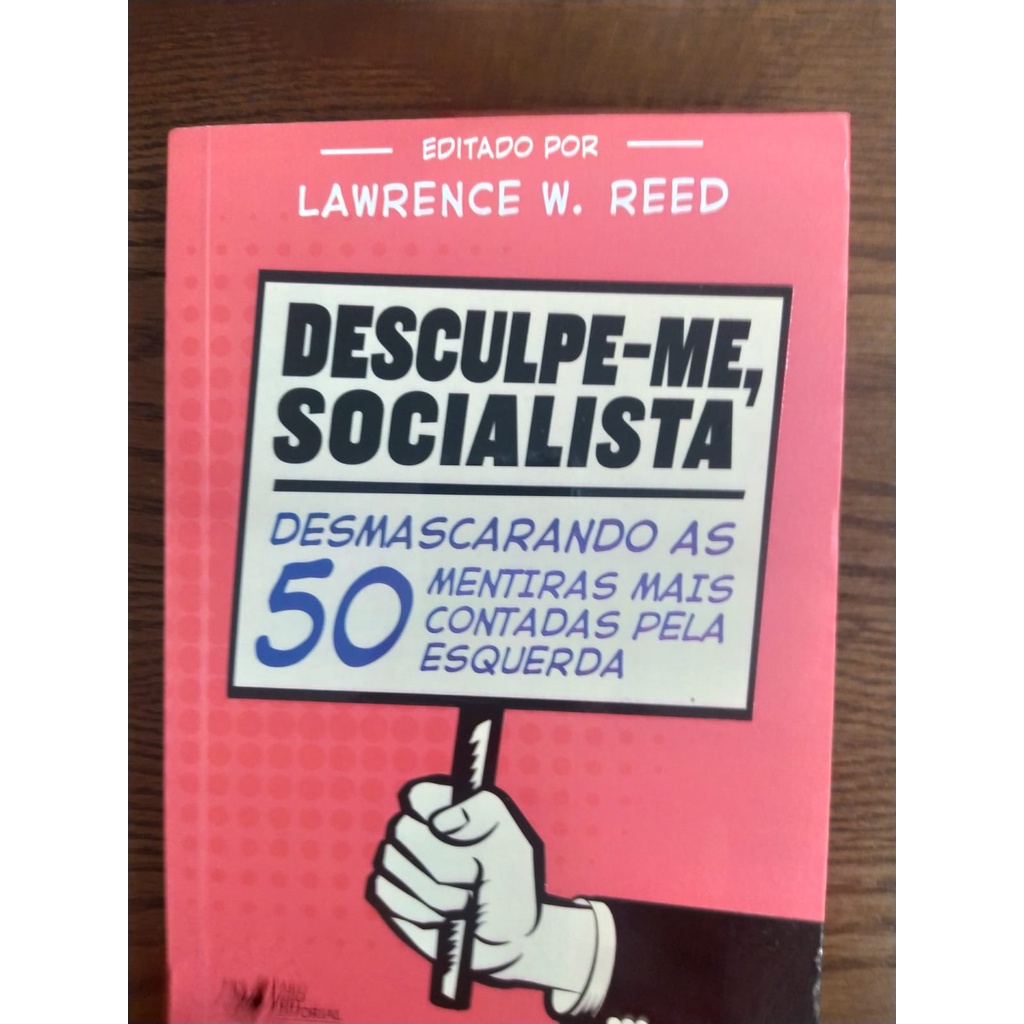 EDITADO POR
LAWRENCE W. REED
DESCULPE-ME,
SOCIALISTA
DESMASCARANDO AS
50 MENTIRAS MAIS
CONTADAS PELA
ESQUERDA